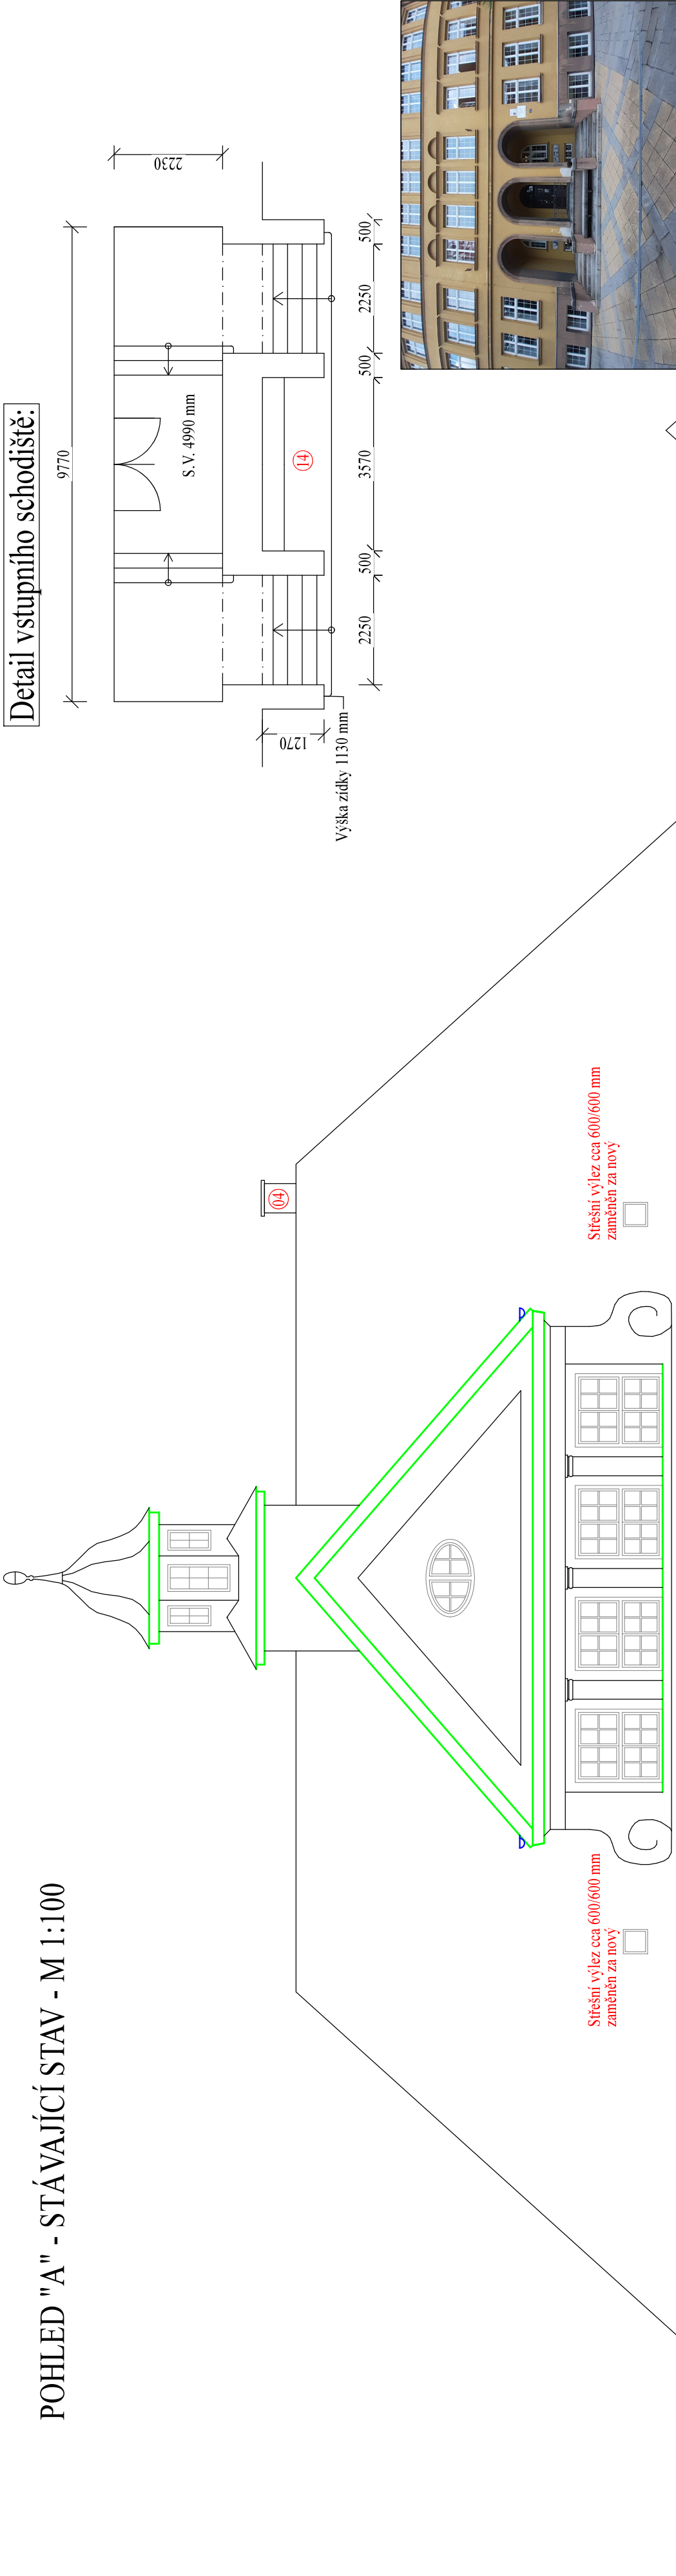 POHLED "A" - STÁVAJÍCÍ STAV - M 1:100
Střešní výlez cca 600/600 mm
zaměněn za nový
04
Střešní výlez cca 600/600 mm
zaměněn za nový
Detail vstupního schodiště:
9770
2230
S.V. 4990 mm
14
1270
Výška zídky 1130 mm
2250
500
3570
500
2250
500